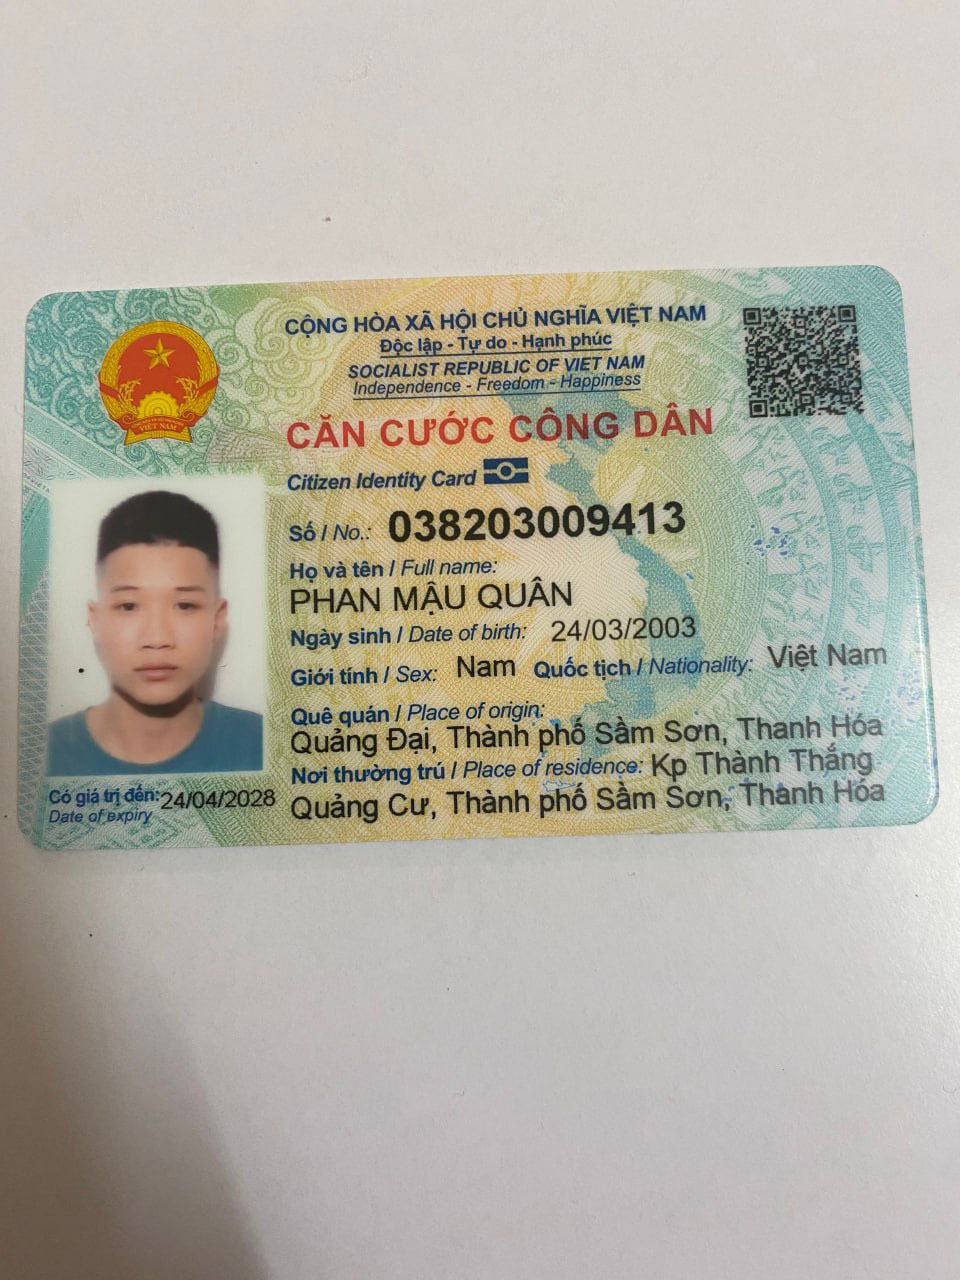 CỘNG HÒA XÃ HỘI CHỦ NGHĨA VIỆT NAM
Độc lập - Tự do - Hạnh phúc
SOCIALIST REPUBLIC OF VIET NAM
Independence - Freedom - Happiness
CĂN CƯỚC CÔNG DÂN
Citizen Identity Card
Số / No.: 038203009413
Họ và tên / Full name:
PHAN MẬU QUÂN
Ngày sinh / Date of birth: 24/03/2003
Giới tính / Sex: Nam Quốc tịch / Nationality: Việt Nam
Quê quán / Place of origin:
Quảng Đại, Thành phố Sầm Sơn, Thanh Hóa
Nơi thường trú / Place of residence: Kp Thành Thắng
Quảng Cư, Thành phố Sầm Sơn, Thanh Hóa
Có giá trị đến: 24/04/2028
Date of expiry
VIỆT NAM